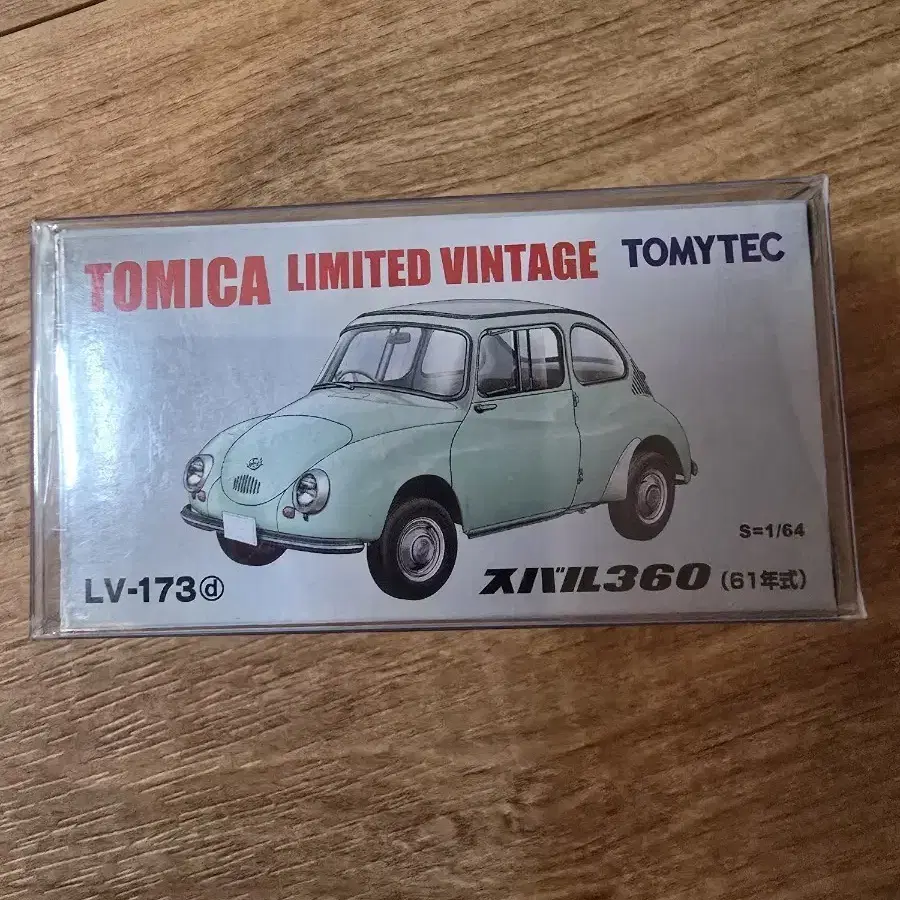 TOMICA LIMITED VINTAGE TOMYTEC
S=1/64
LV-173ⓓ スバル360 (61年式)